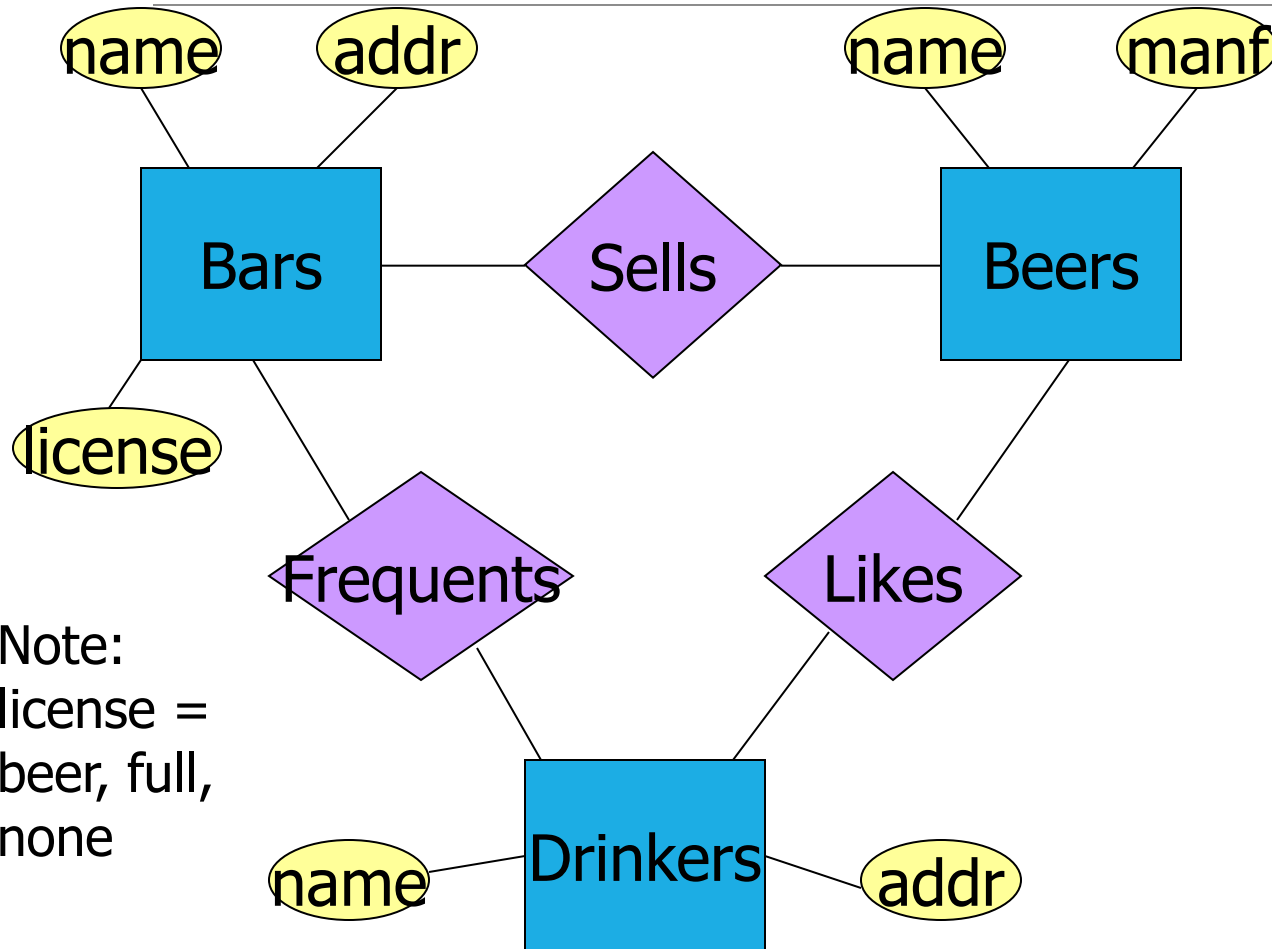 name addr name manf
Bars Sells Beers
license
Frequents Likes
Note:
license =
beer, full,
none
Drinkers
name addr